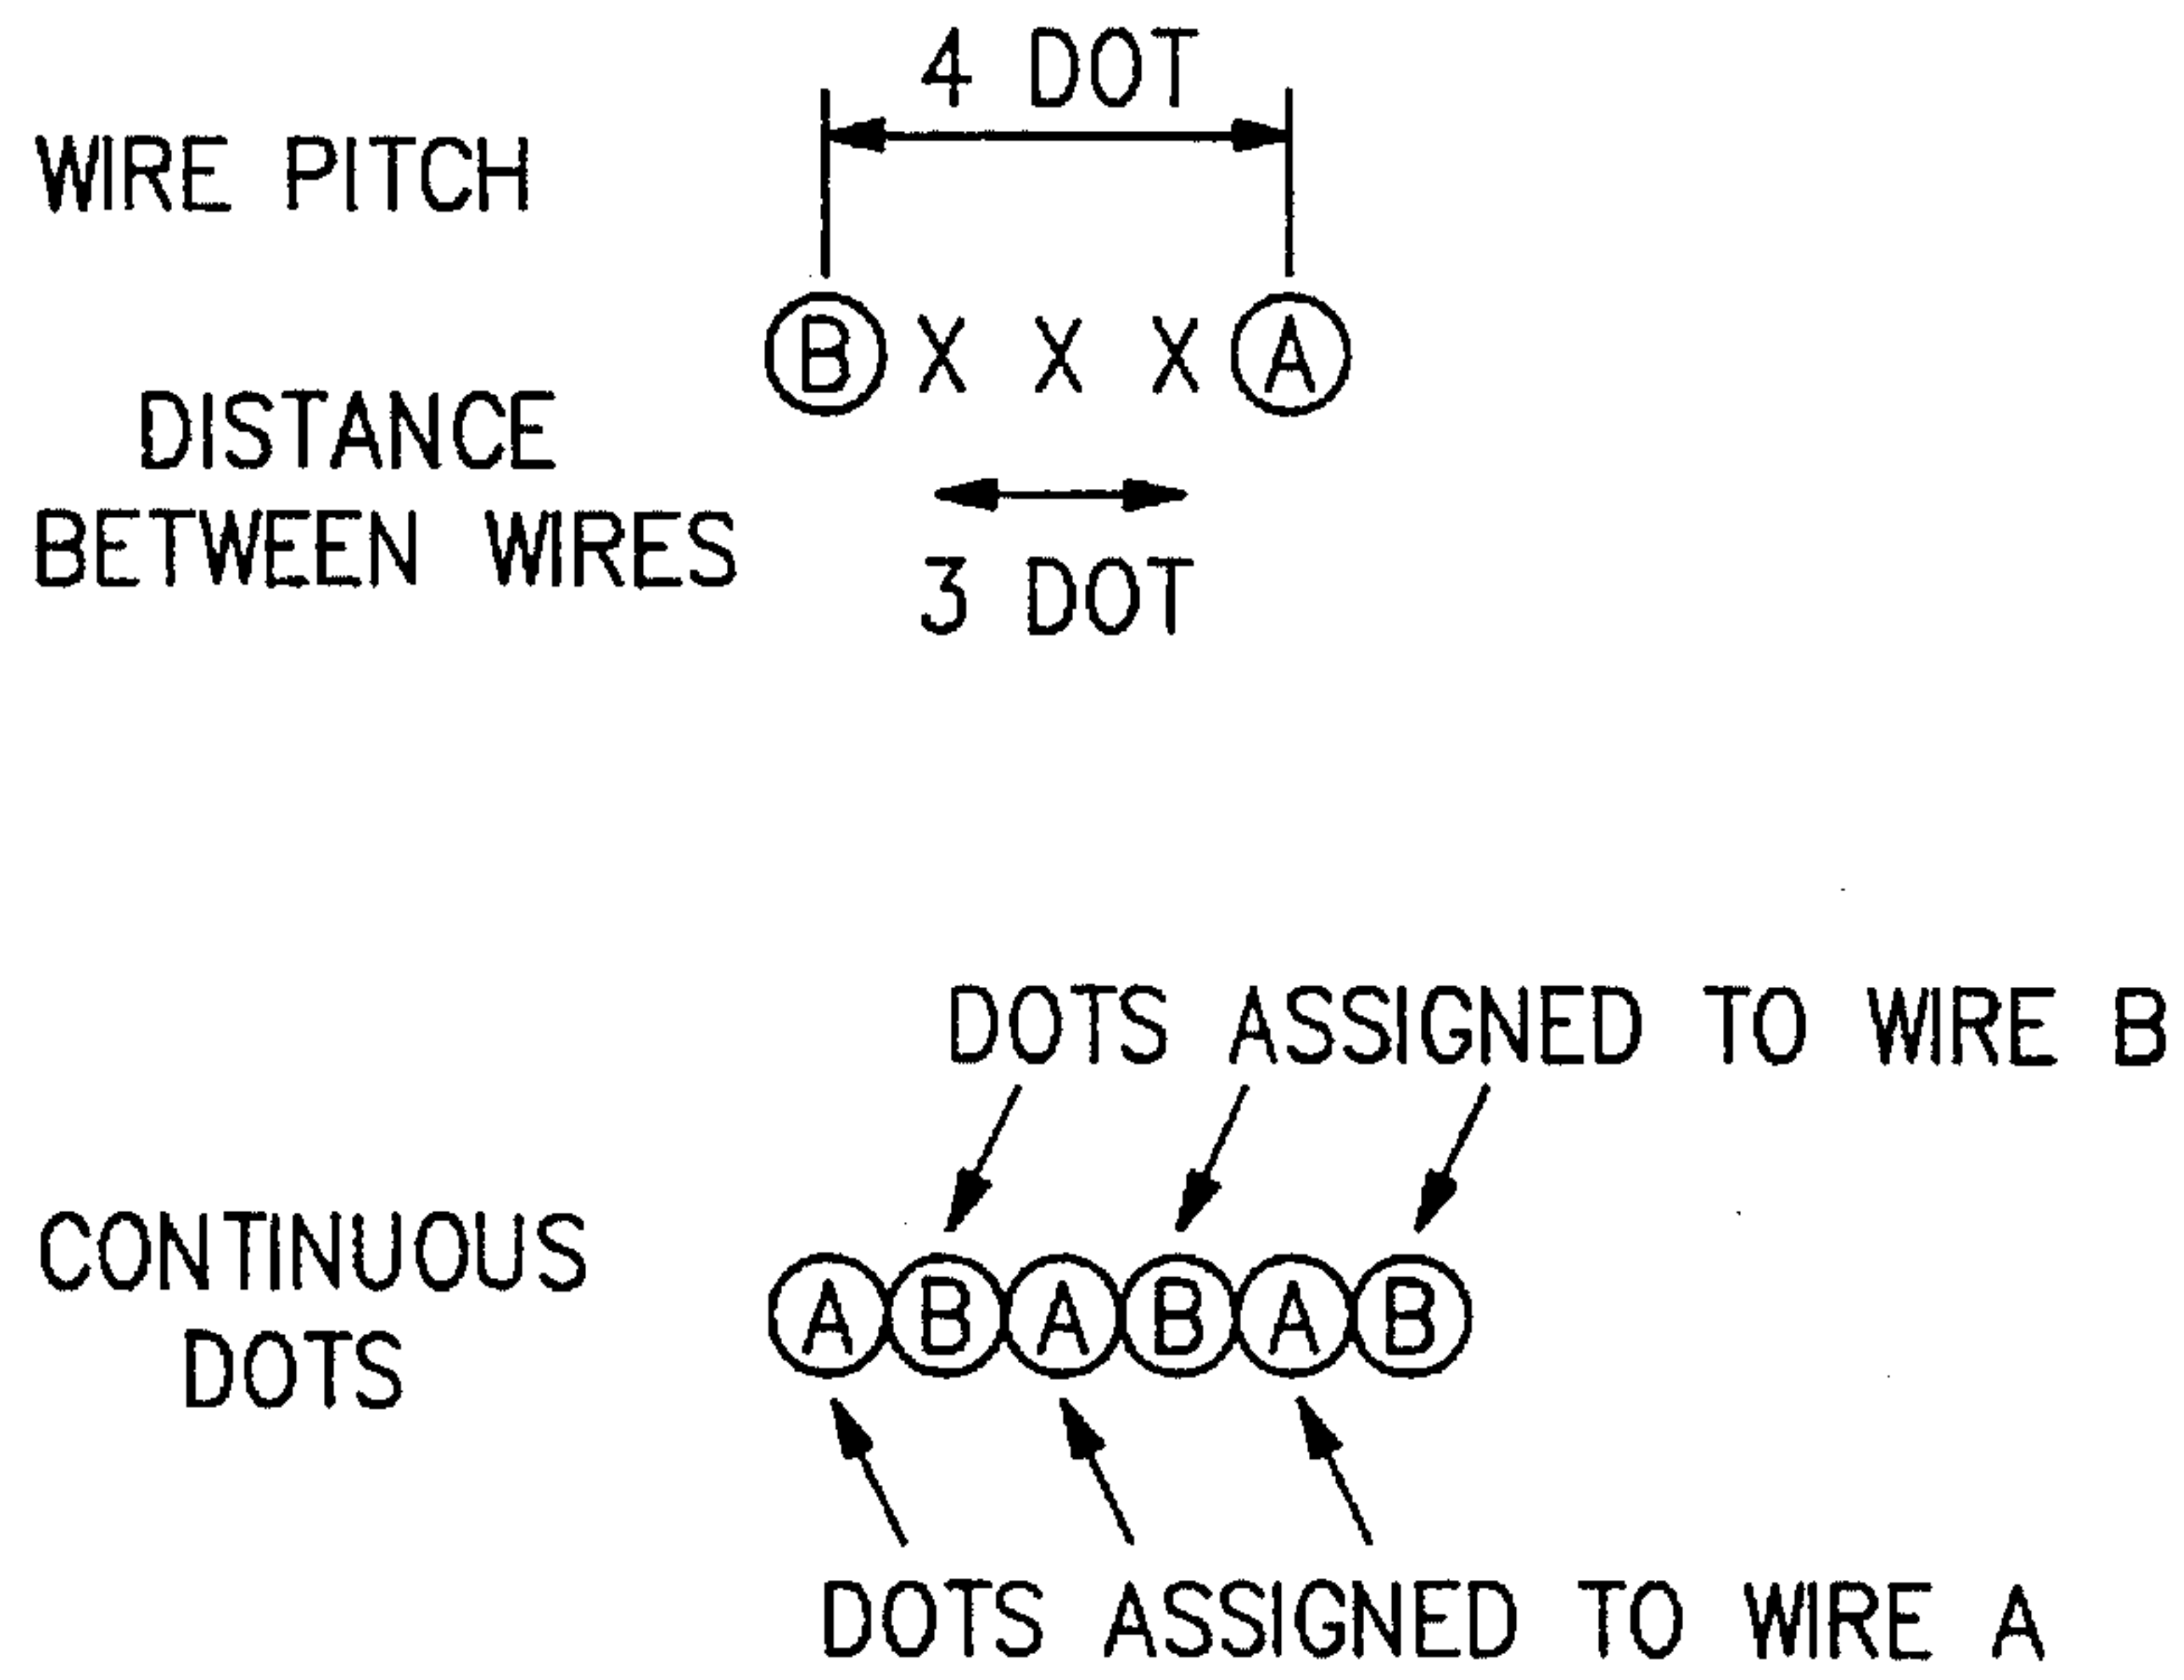 4 DOT
WIRE PITCH
B X X X A
DISTANCE
BETWEEN WIRES
3 DOT
DOTS ASSIGNED TO WIRE B
CONTINUOUS
DOTS
A B A B A B
DOTS ASSIGNED TO WIRE A